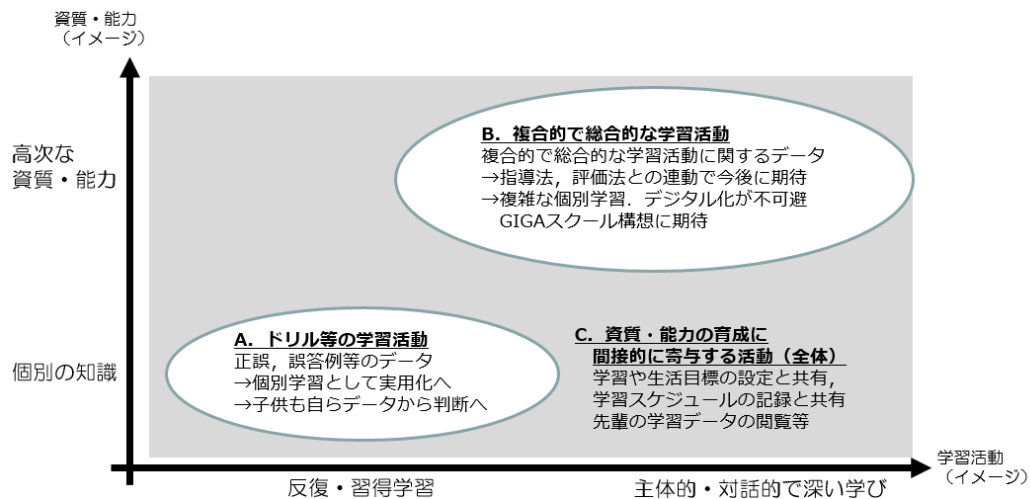 資質・能力
（イメージ）
高次な
資質・能力
B．複合的で総合的な学習活動
複合的で総合的な学習活動に関するデータ
→指導法，評価法との連動で今後に期待
→複雑な個別学習．デジタル化が不可避
GIGAスクール構想に期待
個別の知識
A．ドリル等の学習活動
正誤，誤答例等のデータ
→個別学習として実用化へ
→子供も自らデータから判断へ
C．資質・能力の育成に
間接的に寄与する活動（全体）
学習や生活目標の設定と共有，
学習スケジュールの記録と共有
先輩の学習データの閲覧等
反復・習得学習
主体的・対話的で深い学び
学習活動
（イメージ）